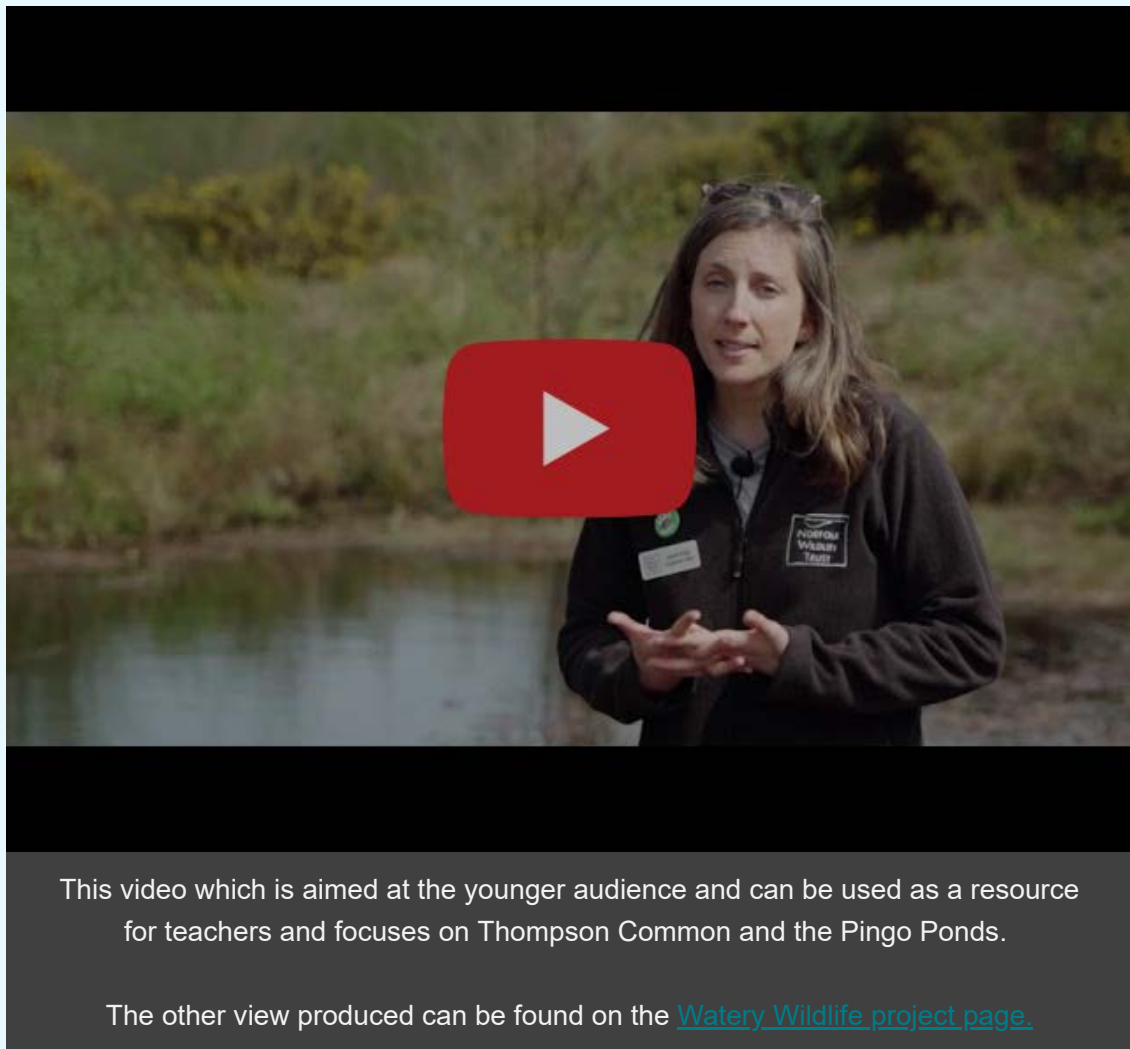 NORFOLK
WILDLIFE
TRUST
This video which is aimed at the younger audience and can be used as a resource
for teachers and focuses on Thompson Common and the Pingo Ponds.
The other view produced can be found on the Watery Wildlife project page.